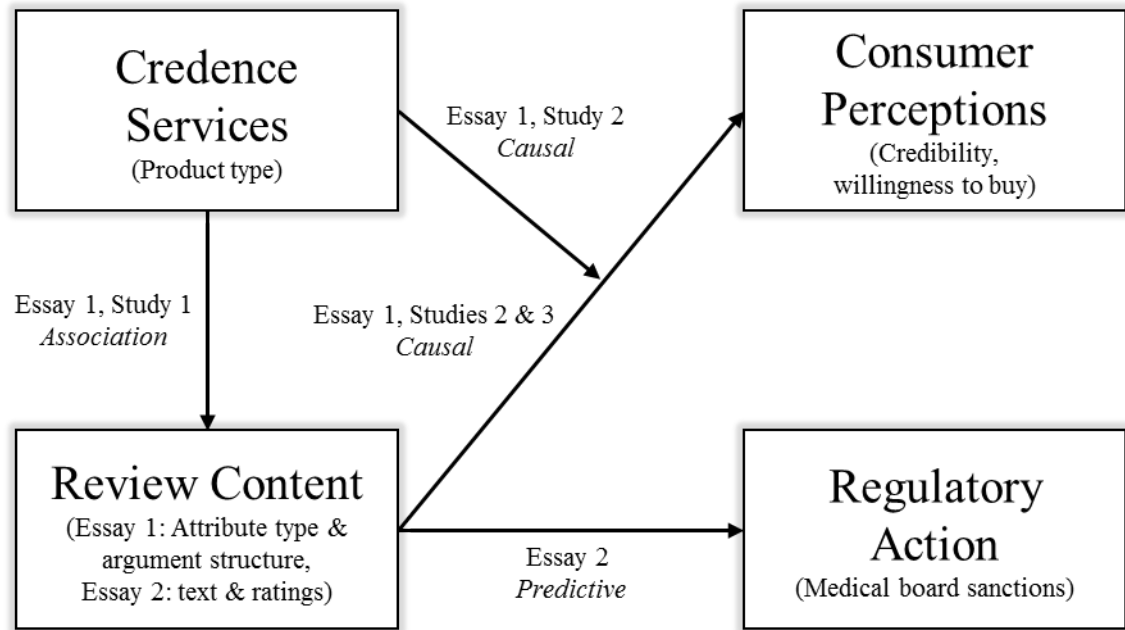 Credence
Services
(Product type)
Consumer
Perceptions
(Credibility,
willingness to buy)
Essay 1, Study 2
Causal
Essay 1, Study 1
Association
Essay 1, Studies 2 & 3
Causal
Review Content
(Essay 1: Attribute type &
argument structure,
Essay 2: text & ratings)
Essay 2
Predictive
Regulatory
Action
(Medical board sanctions)